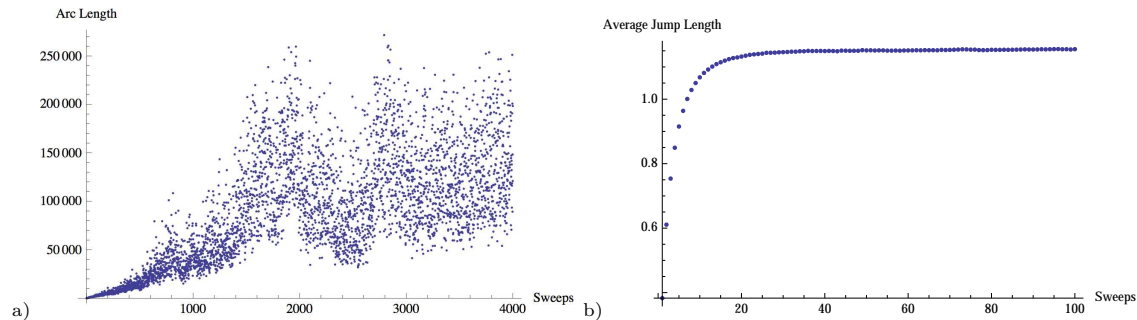 Arc Length
250 000
200 000
150 000
100 000
50 000
1000 2000 3000 4000
Sweeps
a)
Average Jump Length
1.0
0.8
0.6
20 40 60 80 100
Sweeps
b)